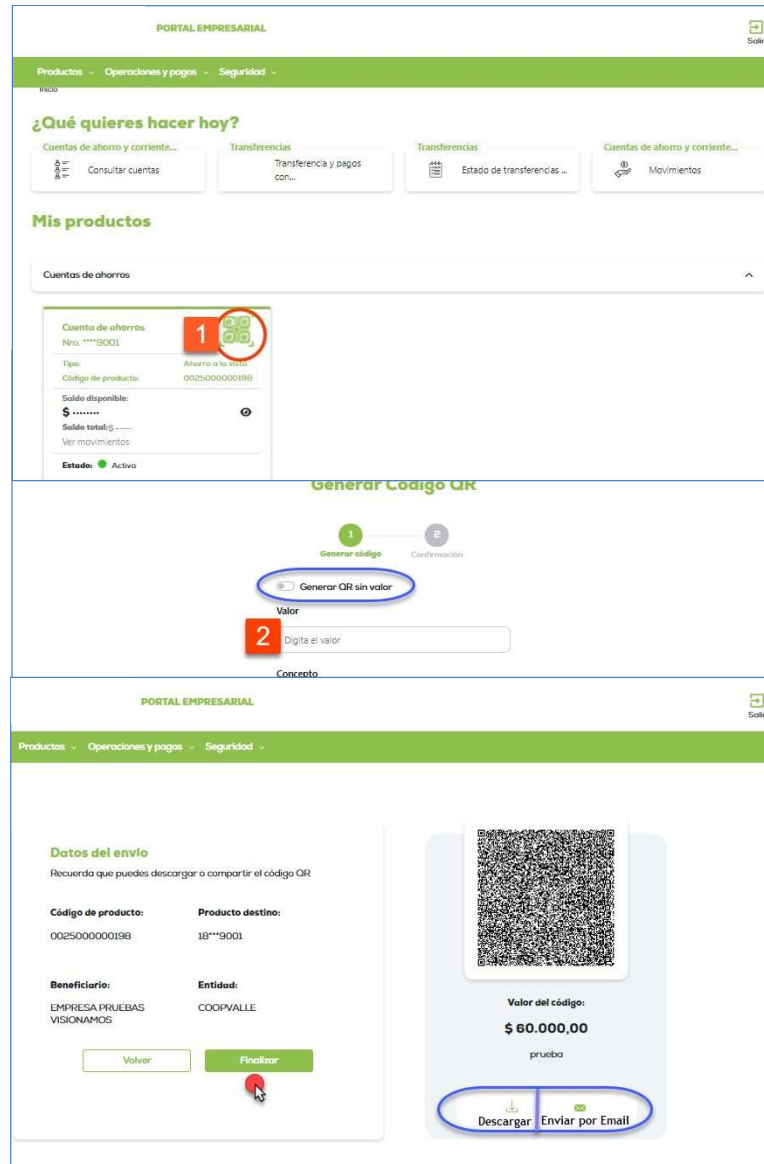 PORTAL EMPRESARIAL
Salir
Productos Operaciones y pagos Seguridad
Inicio
¿Qué quieres hacer hoy?
Cuentas de ahorro y corriente...
Consultar cuentas
Transferencias
Transferencia y pagos
con...
Transferencias
Estado de transferencias ...
Cuentas de ahorro y corriente...
Movimientos
Mis productos
Cuentas de ahorros
Cuenta de ahorros
Nro. ****9001
1
Tipo: Ahorro a la vista
Código de producto: 0025000000198
Saldo disponible:
$ ........
Saldo total:$ ........
Ver movimientos
Estado: Activa
Generar Código QR
1 2
Generar código Confirmación
Generar QR sin valor
Valor
2 Digita el valor
Concepto
PORTAL EMPRESARIAL
Salir
Productos Operaciones y pagos Seguridad
Datos del envío
Recuerda que puedes descargar o compartir el código QR
Código de producto: Producto destino:
0025000000198 18***9001
Beneficiario: Entidad:
EMPRESA PRUEBAS COOPVALLE
VISIONAMOS
Volver Finalizar
Valor del código:
$ 60.000,00
prueba
Descargar Enviar por Email